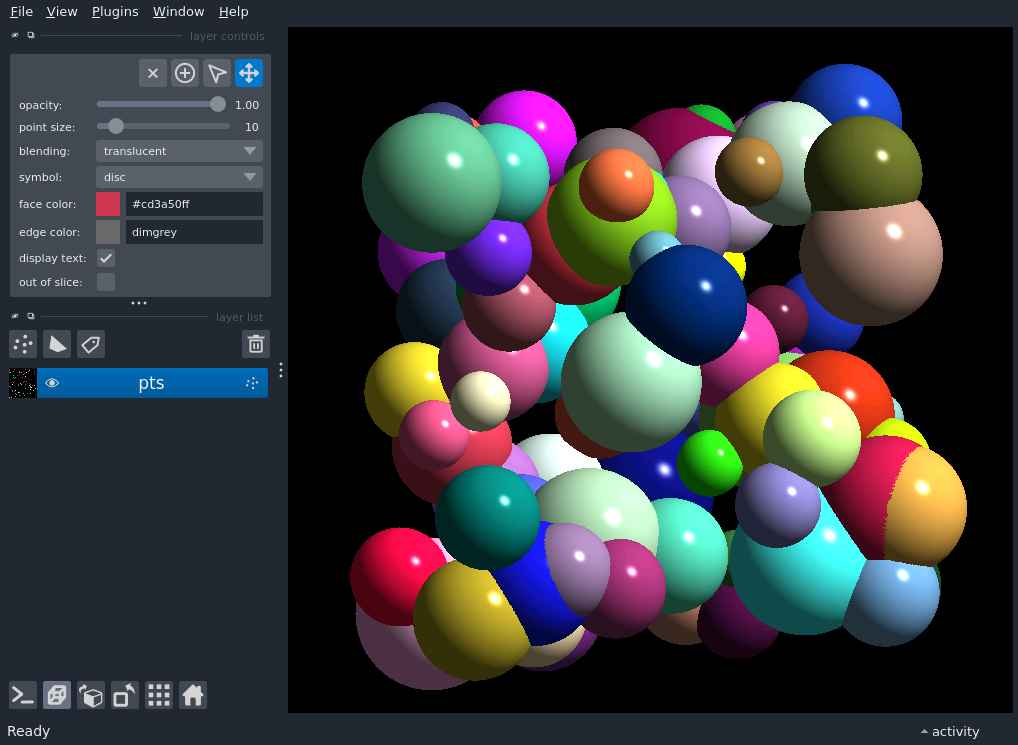 File View Plugins Window Help
layer controls
opacity: 1.00
point size: 10
blending: translucent
symbol: disc
face color: #cd3a50ff
edge color: dimgrey
display text:
out of slice:
layer list
pts
Ready
activity